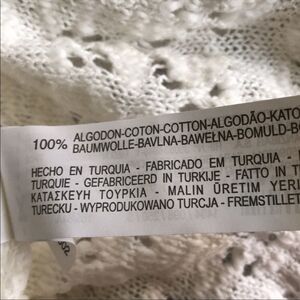 100% ALGODON-COTON-COTTON-ALGODÃO-KATO
BAUMWOLLE-BAVLNA-BAWEŁNA-BOMULD-B
HECHO EN TURQUIA - FABRICADO EM TURQUIA -
TURQUIE - GEFABRICEERD IN TURKIJE - FATTO IN T
ΚΑΤΑΣΚΕΥΗ ΤΟΥΡΚΙΑ - MALIN ÜRETIM YERI
TURECKU - WYPRODUKOWANO TURCJA - FREMSTILLET